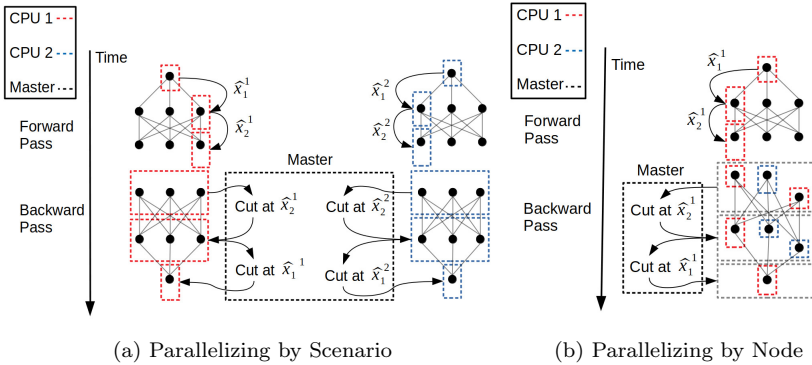 CPU 1
CPU 2
Master
Time
Forward
Pass
Backward
Pass
x̂₁¹
x̂₂¹
x̂₁²
x̂₂²
Master
Cut at x̂₂¹
Cut at x̂₂²
Cut at x̂₁¹
Cut at x̂₁²
(a) Parallelizing by Scenario
CPU 1
CPU 2
Master
Time
Forward
Pass
Backward
Pass
x̂₁¹
x̂₂¹
Master
Cut at x̂₂¹
Cut at x̂₁¹
(b) Parallelizing by Node